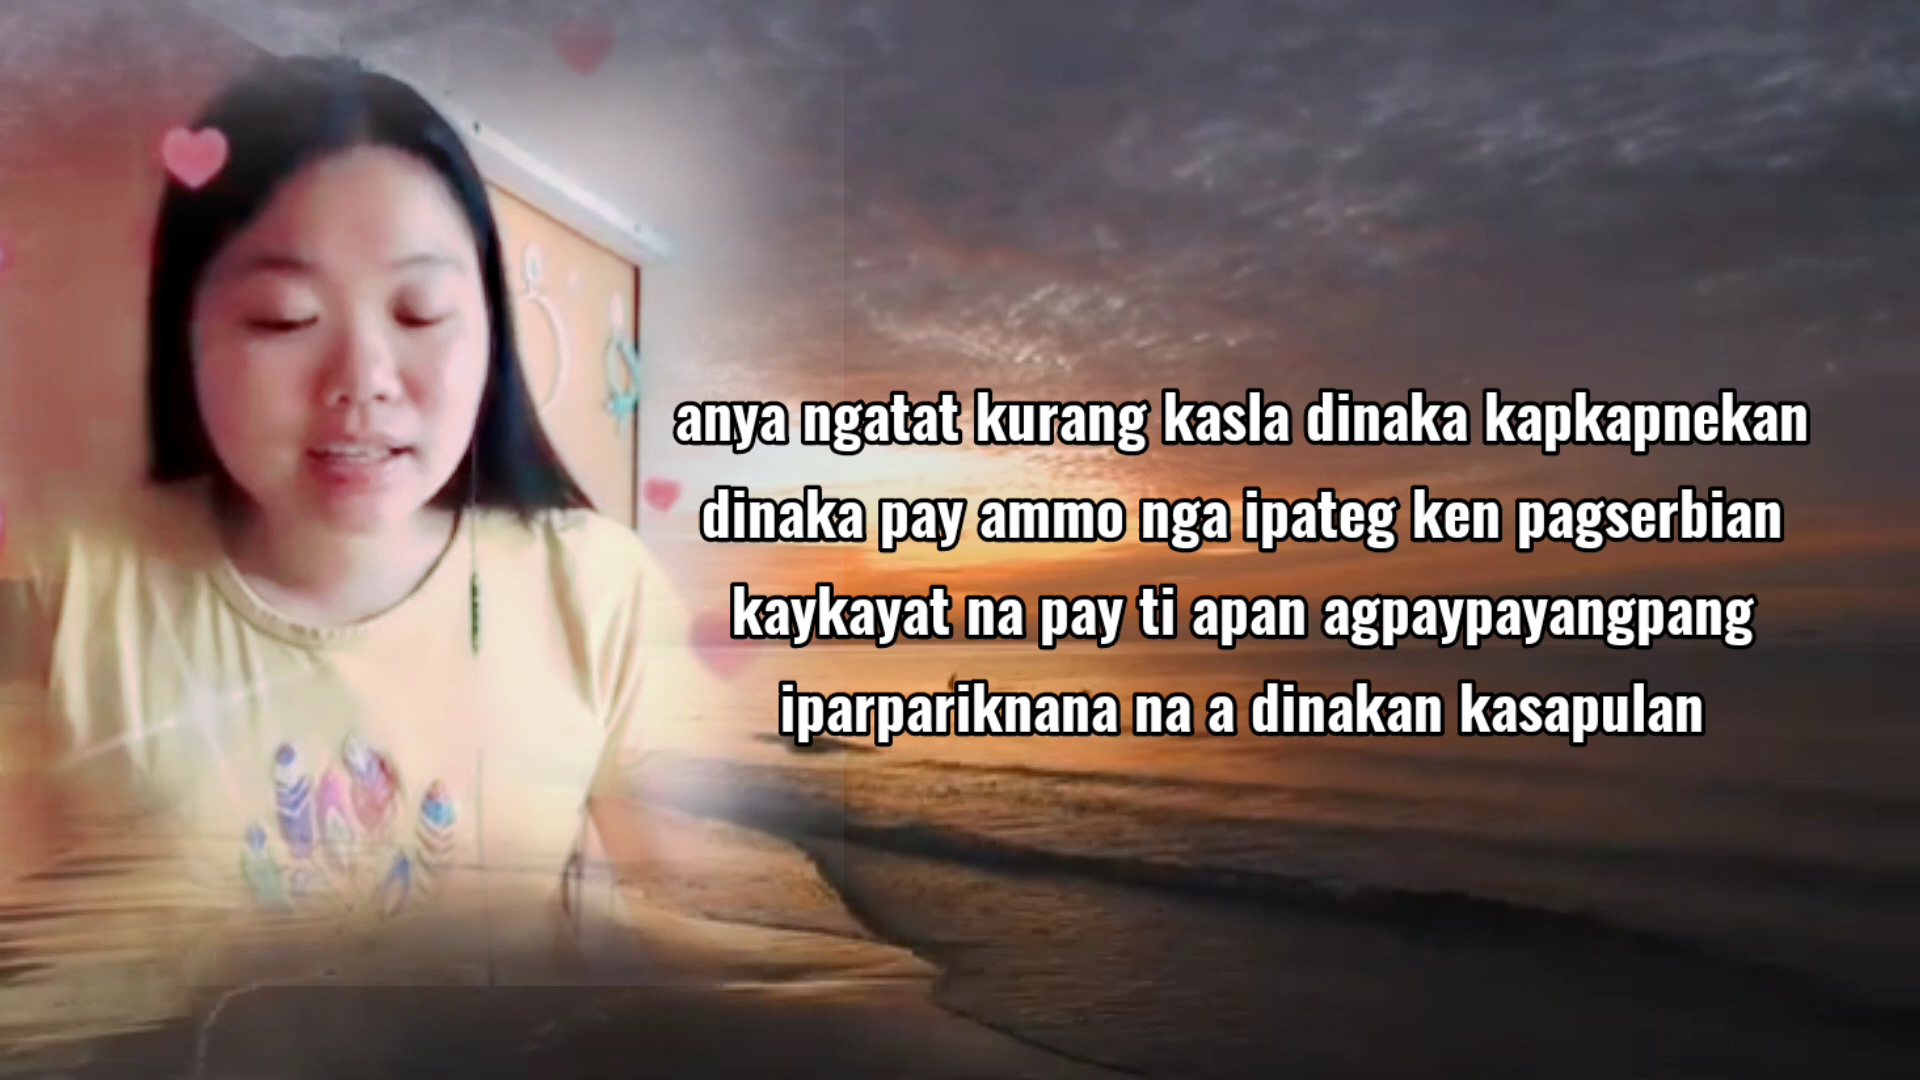 anya ngatat kurang kasla dinaka kapkapnekan
dinaka pay ammo nga ipateg ken pagserbian
kaykayat na pay ti apan agpaypayangpang
iparpariknana na a dinakan kasapulan